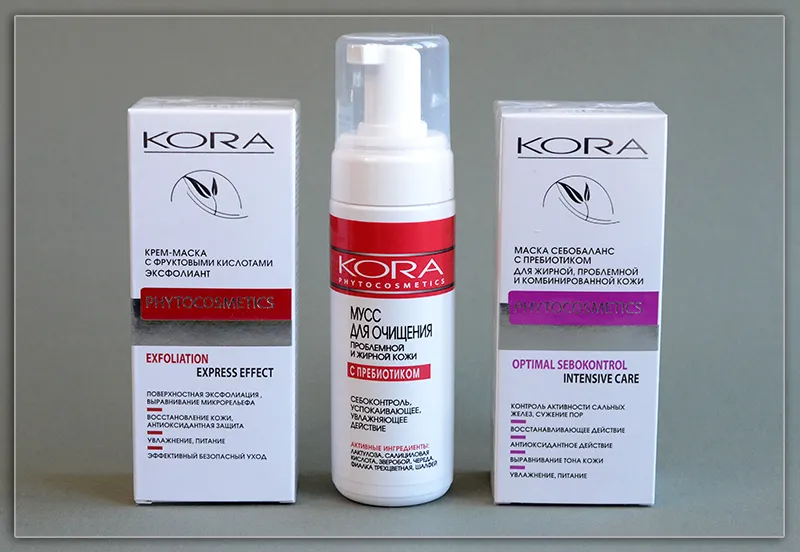 KORA
КРЕМ-МАСКА
С ФРУКТОВЫМИ КИСЛОТАМИ
ЭКСФОЛИАНТ
PHYTOCOSMETICS
EXFOLIATION
EXPRESS EFFECT
ПОВЕРХНОСТНАЯ ЭКСФОЛИАЦИЯ,
ВЫРАВНИВАНИЕ МИКРОРЕЛЬЕФА
ВОССТАНОВЛЕНИЕ КОЖИ,
АНТИОКСИДАНТНАЯ ЗАЩИТА
УВЛАЖНЕНИЕ, ПИТАНИЕ
ЭФФЕКТИВНЫЙ БЕЗОПАСНЫЙ УХОД
KORA
PHYTOCOSMETICS
МУСС
ДЛЯ ОЧИЩЕНИЯ
ПРОБЛЕМНОЙ
И ЖИРНОЙ КОЖИ
С ПРЕБИОТИКОМ
СЕБОКОНТРОЛЬ,
УСПОКАИВАЮЩЕЕ,
УВЛАЖНЯЮЩЕЕ
ДЕЙСТВИЕ
АКТИВНЫЕ ИНГРЕДИЕНТЫ:
ЛАКТУЛОЗА, САЛИЦИЛОВАЯ
КИСЛОТА, ЗВЕРОБОЙ, ЧЕРЕДА,
ФИАЛКА ТРЕХЦВЕТНАЯ, ШАЛФЕЙ
KORA
МАСКА СЕБОБАЛАНС
С ПРЕБИОТИКОМ
ДЛЯ ЖИРНОЙ, ПРОБЛЕМНОЙ
И КОМБИНИРОВАННОЙ КОЖИ
PHYTOCOSMETICS
OPTIMAL SEBOKONTROL
INTENSIVE CARE
КОНТРОЛЬ АКТИВНОСТИ САЛЬНЫХ
ЖЕЛЕЗ, СУЖЕНИЕ ПОР
ВОССТАНАВЛИВАЮЩЕЕ ДЕЙСТВИЕ
АНТИОКСИДАНТНОЕ ДЕЙСТВИЕ
ВЫРАВНИВАНИЕ ТОНА КОЖИ
УВЛАЖНЕНИЕ, ПИТАНИЕ